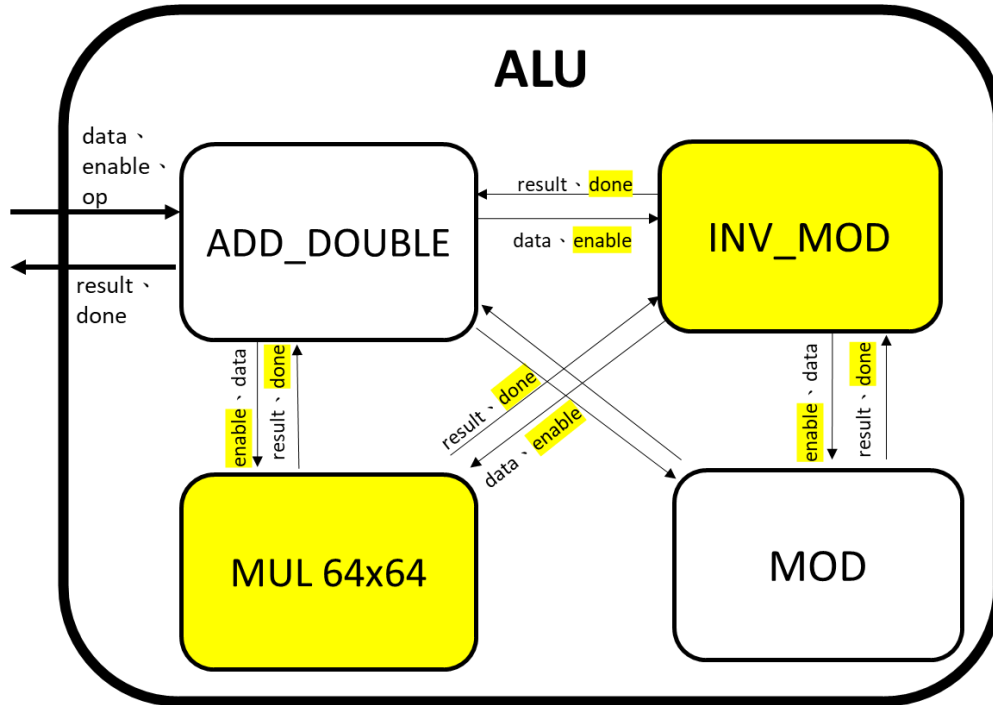 ALU
data、
enable、
op
result、
done
ADD_DOUBLE
result、done
data、enable
INV_MOD
enable、data
result、done
result、done
data、enable
enable、data
result、done
MUL 64x64
MOD